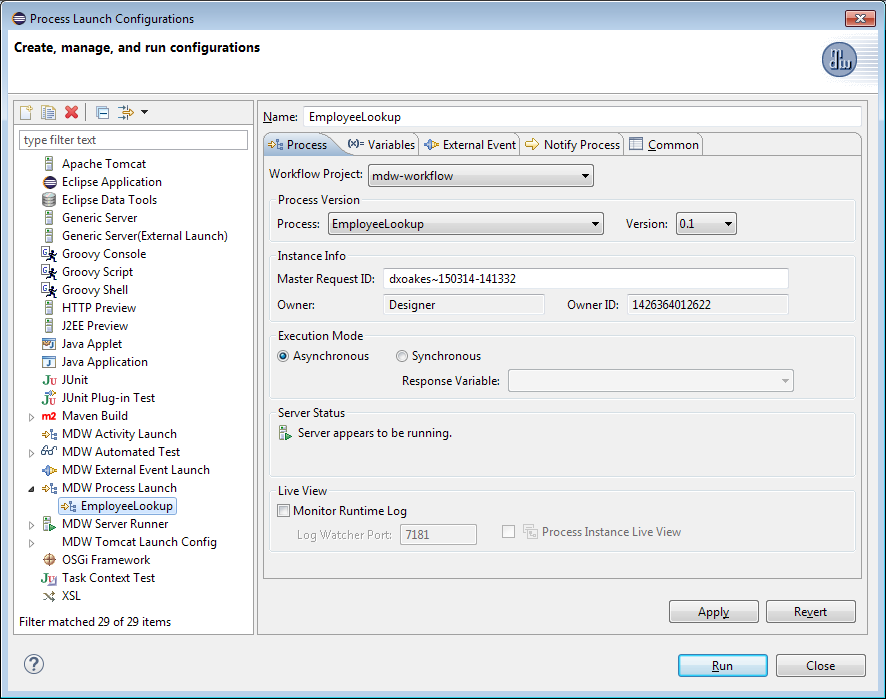 Process Launch Configurations
Create, manage, and run configurations
type filter text
Apache Tomcat
Eclipse Application
Eclipse Data Tools
Generic Server
Generic Server(External Launch)
Groovy Console
Groovy Script
Groovy Shell
HTTP Preview
J2EE Preview
Java Applet
Java Application
JUnit
JUnit Plug-in Test
Maven Build
MDW Activity Launch
MDW Automated Test
MDW External Event Launch
MDW Process Launch
EmployeeLookup
MDW Server Runner
MDW Tomcat Launch Config
OSGi Framework
Task Context Test
XSL
Filter matched 29 of 29 items
Name: EmployeeLookup
Process Variables External Event Notify Process Common
Workflow Project: mdw-workflow
Process Version
Process: EmployeeLookup Version: 0.1
Instance Info
Master Request ID: dxoakes~150314-141332
Owner: Designer Owner ID: 1426364012622
Execution Mode
Asynchronous Synchronous
Response Variable:
Server Status
Server appears to be running.
Live View
Monitor Runtime Log
Log Watcher Port: 7181 Process Instance Live View
Apply Revert
Run Close